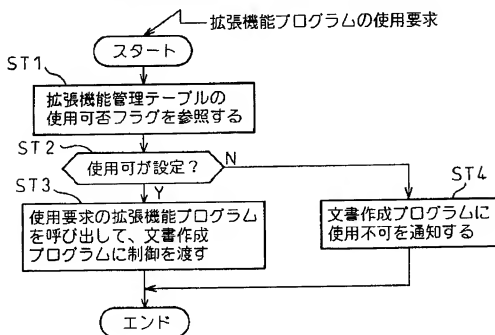 拡張機能プログラムの使用要求
スタート
ST1
拡張機能管理テーブルの
使用可否フラグを参照する
ST2
使用可が設定?
N
Y
ST3
使用要求の拡張機能プログラム
を呼び出して、文書作成
プログラムに制御を渡す
ST4
文書作成プログラムに
使用不可を通知する
エンド